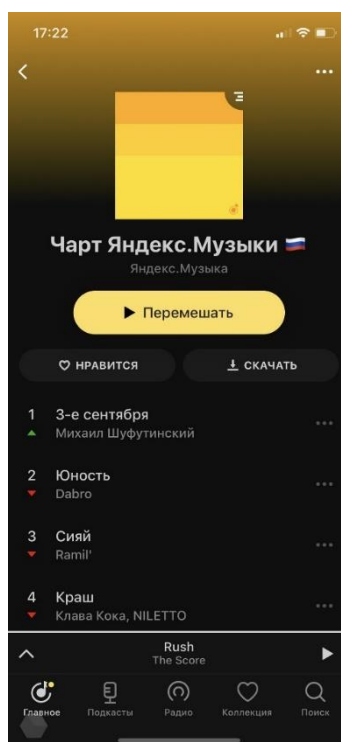 17:22
Чарт Яндекс.Музыки
Яндекс.Музыка
Перемешать
НРАВИТСЯ
СКАЧАТЬ
1 3-е сентября
Михаил Шуфутинский
2 Юность
Dabro
3 Сияй
Ramil'
4 Краш
Клава Кока, NILETTO
Rush
The Score
Главное Подкасты Радио Коллекция Поиск